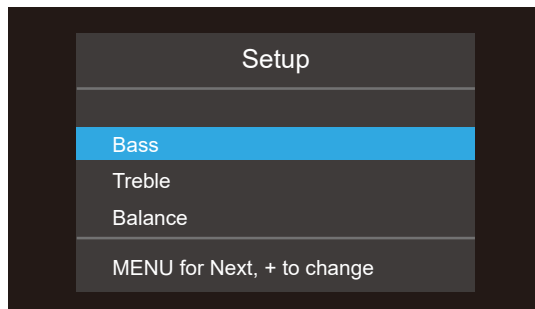 Setup
Bass
Treble
Balance
MENU for Next, + to change